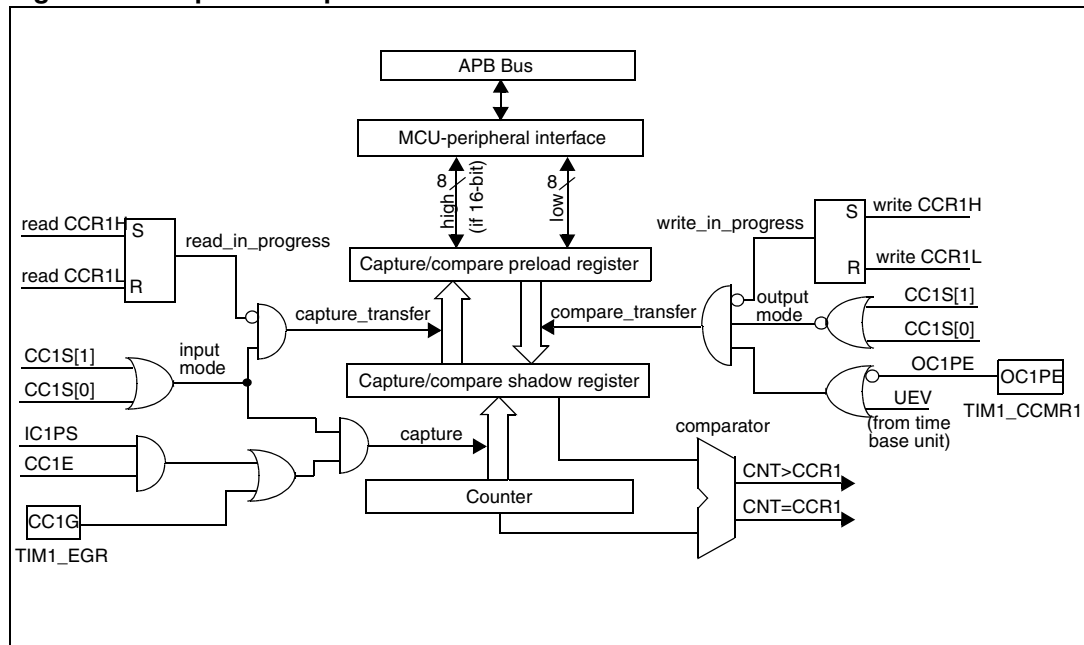 APB Bus
MCU-peripheral interface
8
high
(if 16-bit)
8
low
read CCR1H
S
read_in_progress
read CCR1L
R
write_in_progress
S
write CCR1H
R
write CCR1L
Capture/compare preload register
capture_transfer
compare_transfer
output
mode
CC1S[1]
CC1S[0]
CC1S[1]
CC1S[0]
input
mode
Capture/compare shadow register
OC1PE
OC1PE
UEV
(from time
base unit)
TIM1_CCMR1
IC1PS
CC1E
capture
comparator
Counter
CNT>CCR1
CNT=CCR1
CC1G
TIM1_EGR